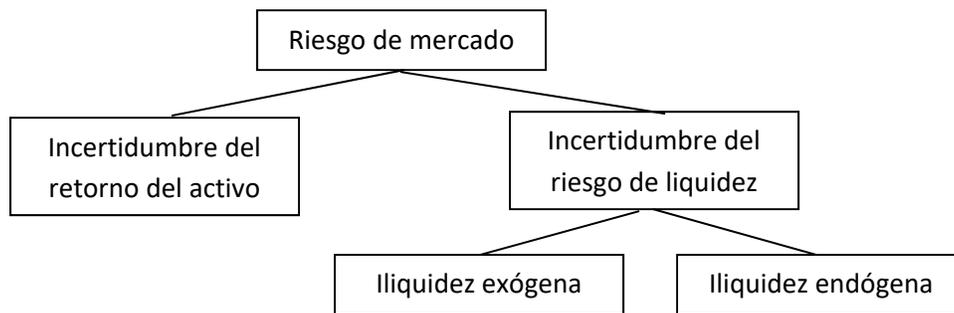 Riesgo de mercado
Incertidumbre del
retorno del activo
Incertidumbre del
riesgo de liquidez
Iliquidez exógena
Iliquidez endógena